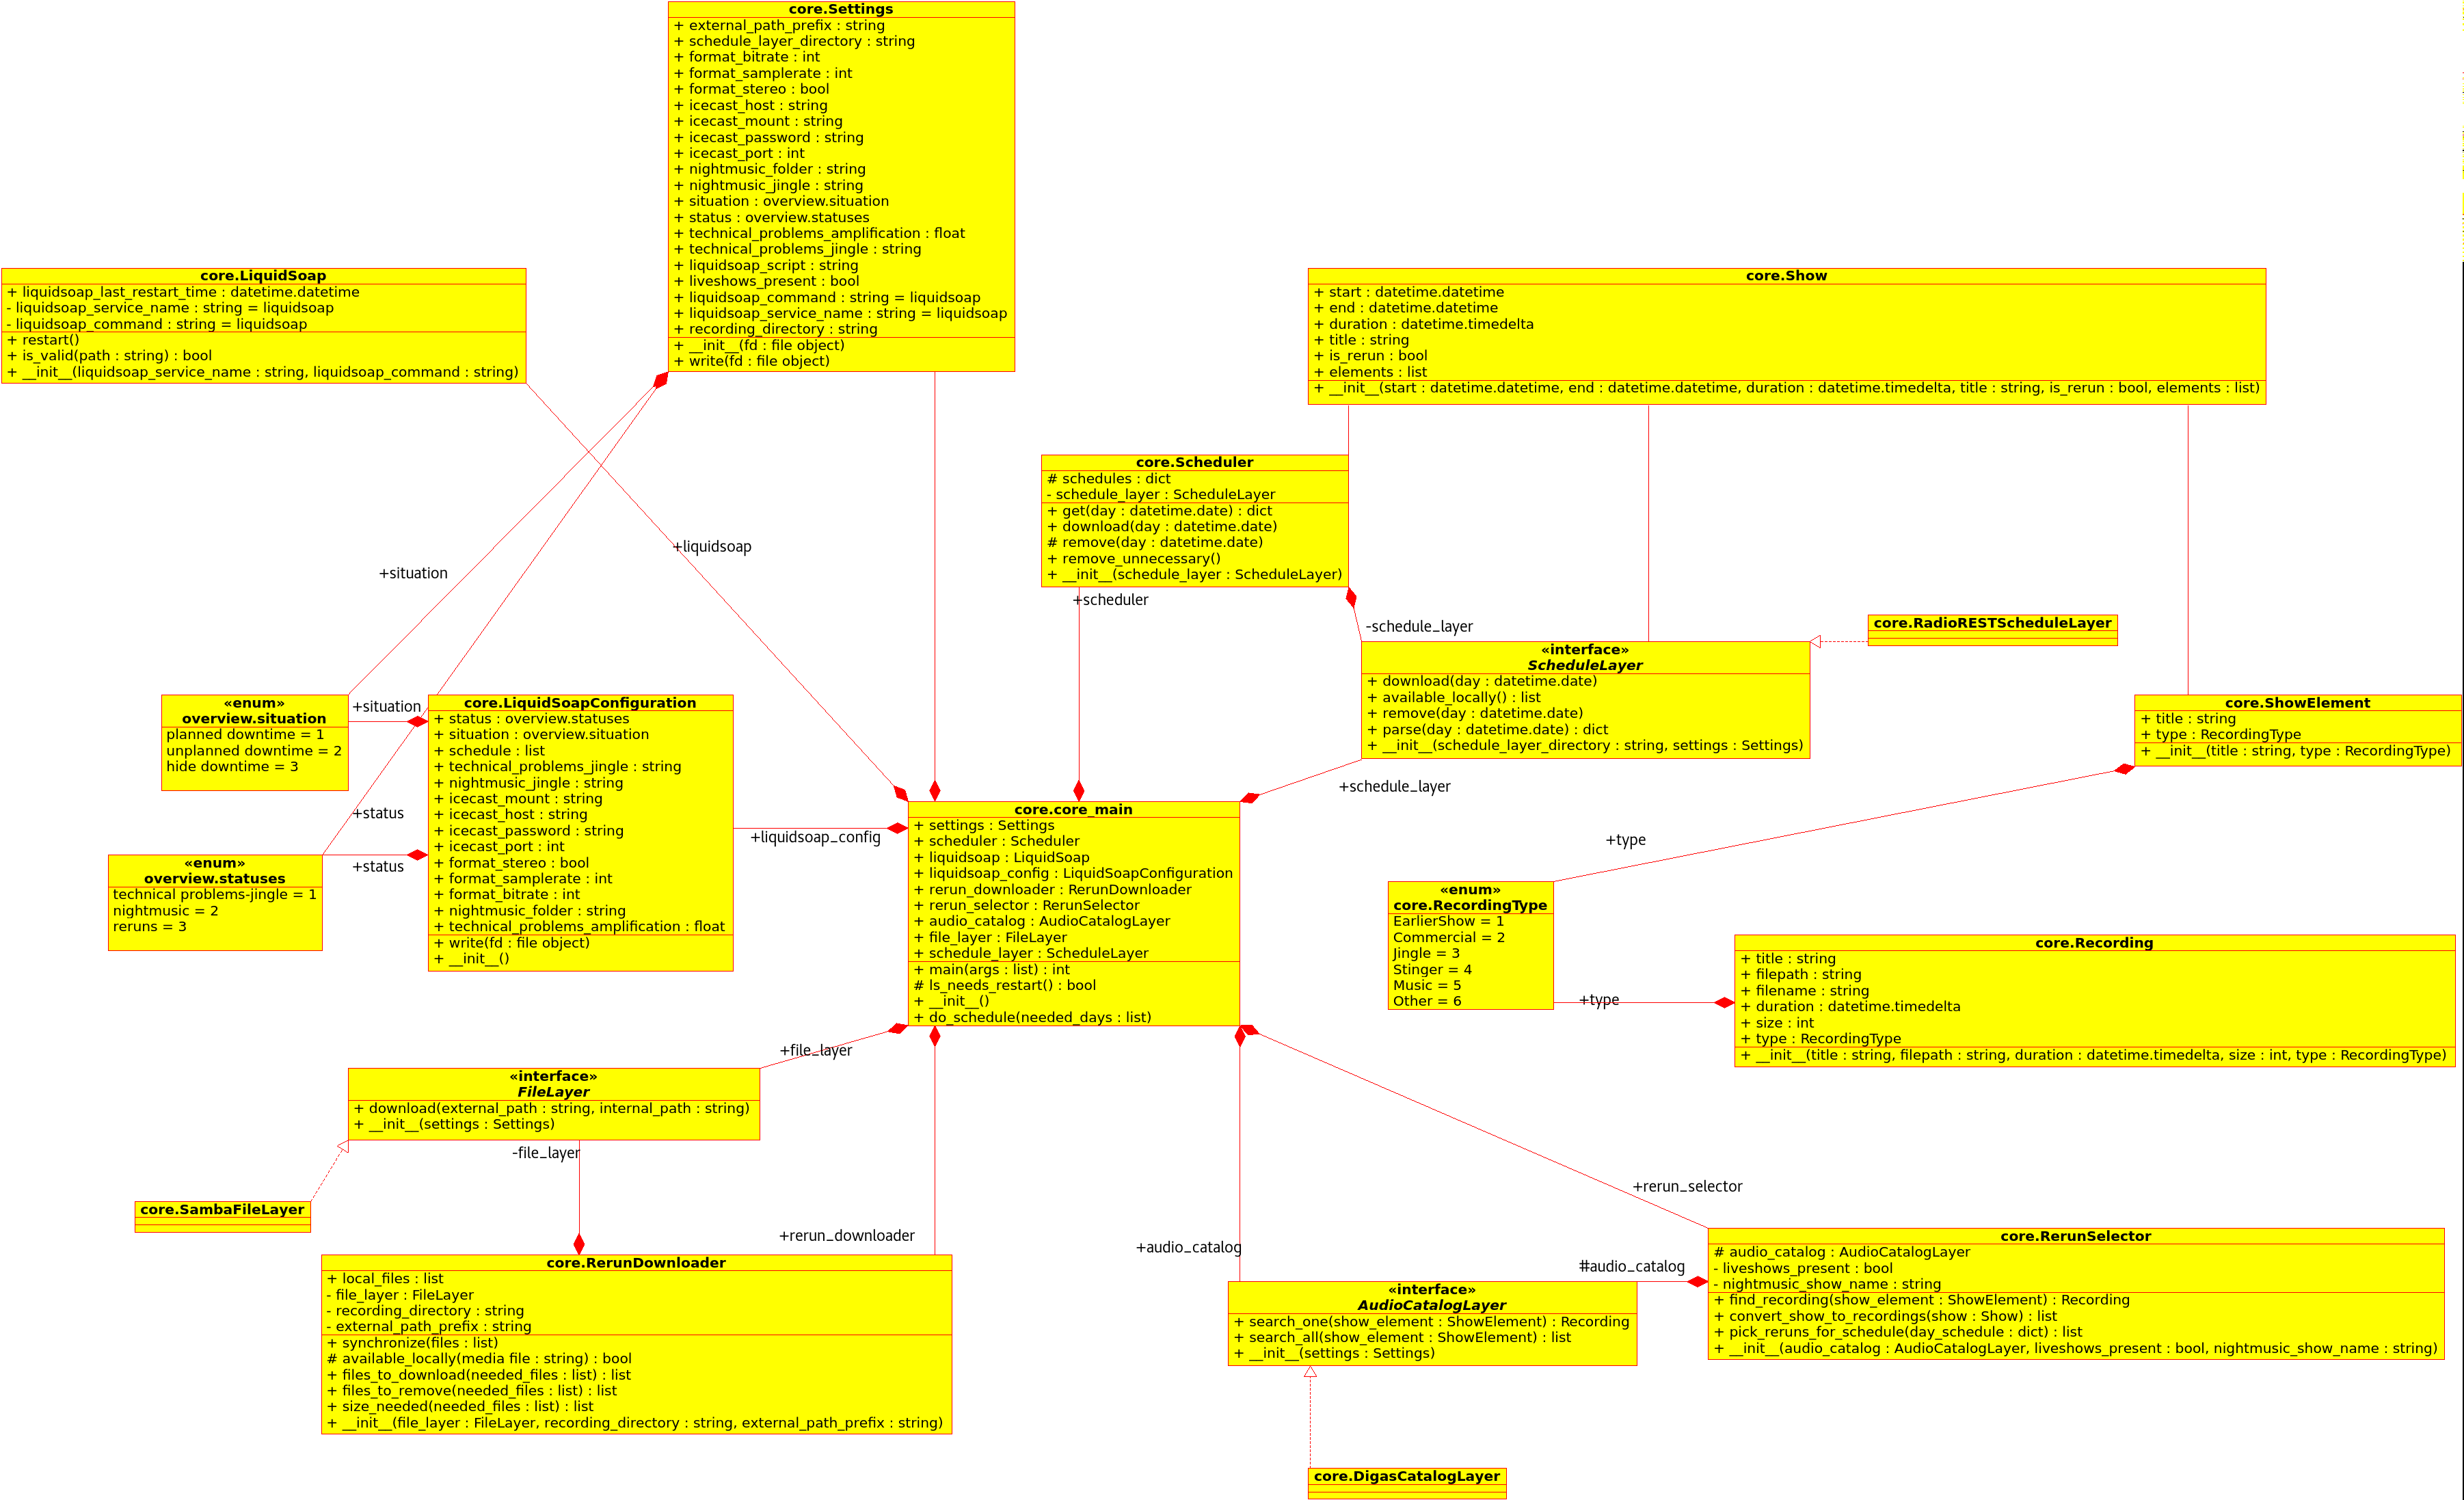 core.Settings
+ external_path_prefix : string
+ schedule_layer_directory : string
+ format_bitrate : int
+ format_samplerate : int
+ format_stereo : bool
+ icecast_host : string
+ icecast_mount : string
+ icecast_password : string
+ icecast_port : int
+ nightmusic_folder : string
+ nightmusic_jingle : string
+ situation : overview.situation
+ status : overview.statuses
+ technical_problems_amplification : float
+ technical_problems_jingle : string
+ liquidsoap_script : string
+ liveshows_present : bool
+ liquidsoap_command : string = liquidsoap
+ liquidsoap_service_name : string = liquidsoap
+ recording_directory : string
+ __init__(fd : file object)
+ write(fd : file object)
core.LiquidSoap
+ liquidsoap_last_restart_time : datetime.datetime
- liquidsoap_service_name : string = liquidsoap
- liquidsoap_command : string = liquidsoap
+ restart()
+ is_valid(path : string) : bool
+ __init__(liquidsoap_service_name : string, liquidsoap_command : string)
core.Show
+ start : datetime.datetime
+ end : datetime.datetime
+ duration : datetime.timedelta
+ title : string
+ is_rerun : bool
+ elements : list
+ __init__(start : datetime.datetime, end : datetime.datetime, duration : datetime.timedelta, title : string, is_rerun : bool, elements : list)
core.Scheduler
# schedules : dict
- schedule_layer : ScheduleLayer
+ get(day : datetime.date) : dict
+ download(day : datetime.date)
# remove(day : datetime.date)
+ remove_unnecessary()
+ __init__(schedule_layer : ScheduleLayer)
+liquidsoap
+situation
+scheduler
-schedule_layer
«interface»
ScheduleLayer
+ download(day : datetime.date)
+ available_locally() : list
+ remove(day : datetime.date)
+ parse(day : datetime.date) : dict
+ __init__(schedule_layer_directory : string, settings : Settings)
core.RadioRESTScheduleLayer
«enum»
overview.situation
planned downtime = 1
unplanned downtime = 2
hide downtime = 3
+situation
core.LiquidSoapConfiguration
+ status : overview.statuses
+ situation : overview.situation
+ schedule : list
+ technical_problems_jingle : string
+ nightmusic_jingle : string
+ icecast_mount : string
+ icecast_host : string
+ icecast_password : string
+ icecast_port : int
+ format_stereo : bool
+ format_samplerate : int
+ format_bitrate : int
+ nightmusic_folder : string
+ technical_problems_amplification : float
+ write(fd : file object)
+ __init__()
core.ShowElement
+ title : string
+ type : RecordingType
+ __init__(title : string, type : RecordingType)
+status
+status
«enum»
overview.statuses
technical problems-jingle = 1
nightmusic = 2
reruns = 3
+liquidsoap_config
+schedule_layer
core.core_main
+ settings : Settings
+ scheduler : Scheduler
+ liquidsoap : LiquidSoap
+ liquidsoap_config : LiquidSoapConfiguration
+ rerun_downloader : RerunDownloader
+ rerun_selector : RerunSelector
+ audio_catalog : AudioCatalogLayer
+ file_layer : FileLayer
+ schedule_layer : ScheduleLayer
+ main(args : list) : int
# ls_needs_restart() : bool
+ __init__()
+ do_schedule(needed_days : list)
+type
«enum»
core.RecordingType
EarlierShow = 1
Commercial = 2
Jingle = 3
Stinger = 4
Music = 5
Other = 6
+type
core.Recording
+ title : string
+ filepath : string
+ filename : string
+ duration : datetime.timedelta
+ size : int
+ type : RecordingType
+ __init__(title : string, filepath : string, duration : datetime.timedelta, size : int, type : RecordingType)
+file_layer
«interface»
FileLayer
+ download(external_path : string, internal_path : string)
+ __init__(settings : Settings)
-file_layer
core.SambaFileLayer
+rerun_downloader
core.RerunDownloader
+ local_files : list
- file_layer : FileLayer
- recording_directory : string
- external_path_prefix : string
+ synchronize(files : list)
# available_locally(media file : string) : bool
+ files_to_download(needed_files : list) : list
+ files_to_remove(needed_files : list) : list
+ size_needed(needed_files : list) : list
+ __init__(file_layer : FileLayer, recording_directory : string, external_path_prefix : string)
+rerun_selector
+audio_catalog
#audio_catalog
«interface»
AudioCatalogLayer
+ search_one(show_element : ShowElement) : Recording
+ search_all(show_element : ShowElement) : list
+ __init__(settings : Settings)
core.RerunSelector
# audio_catalog : AudioCatalogLayer
- liveshows_present : bool
- nightmusic_show_name : string
+ find_recording(show_element : ShowElement) : Recording
+ convert_show_to_recordings(show : Show) : list
+ pick_reruns_for_schedule(day_schedule : dict) : list
+ __init__(audio_catalog : AudioCatalogLayer, liveshows_present : bool, nightmusic_show_name : string)
core.DigasCatalogLayer